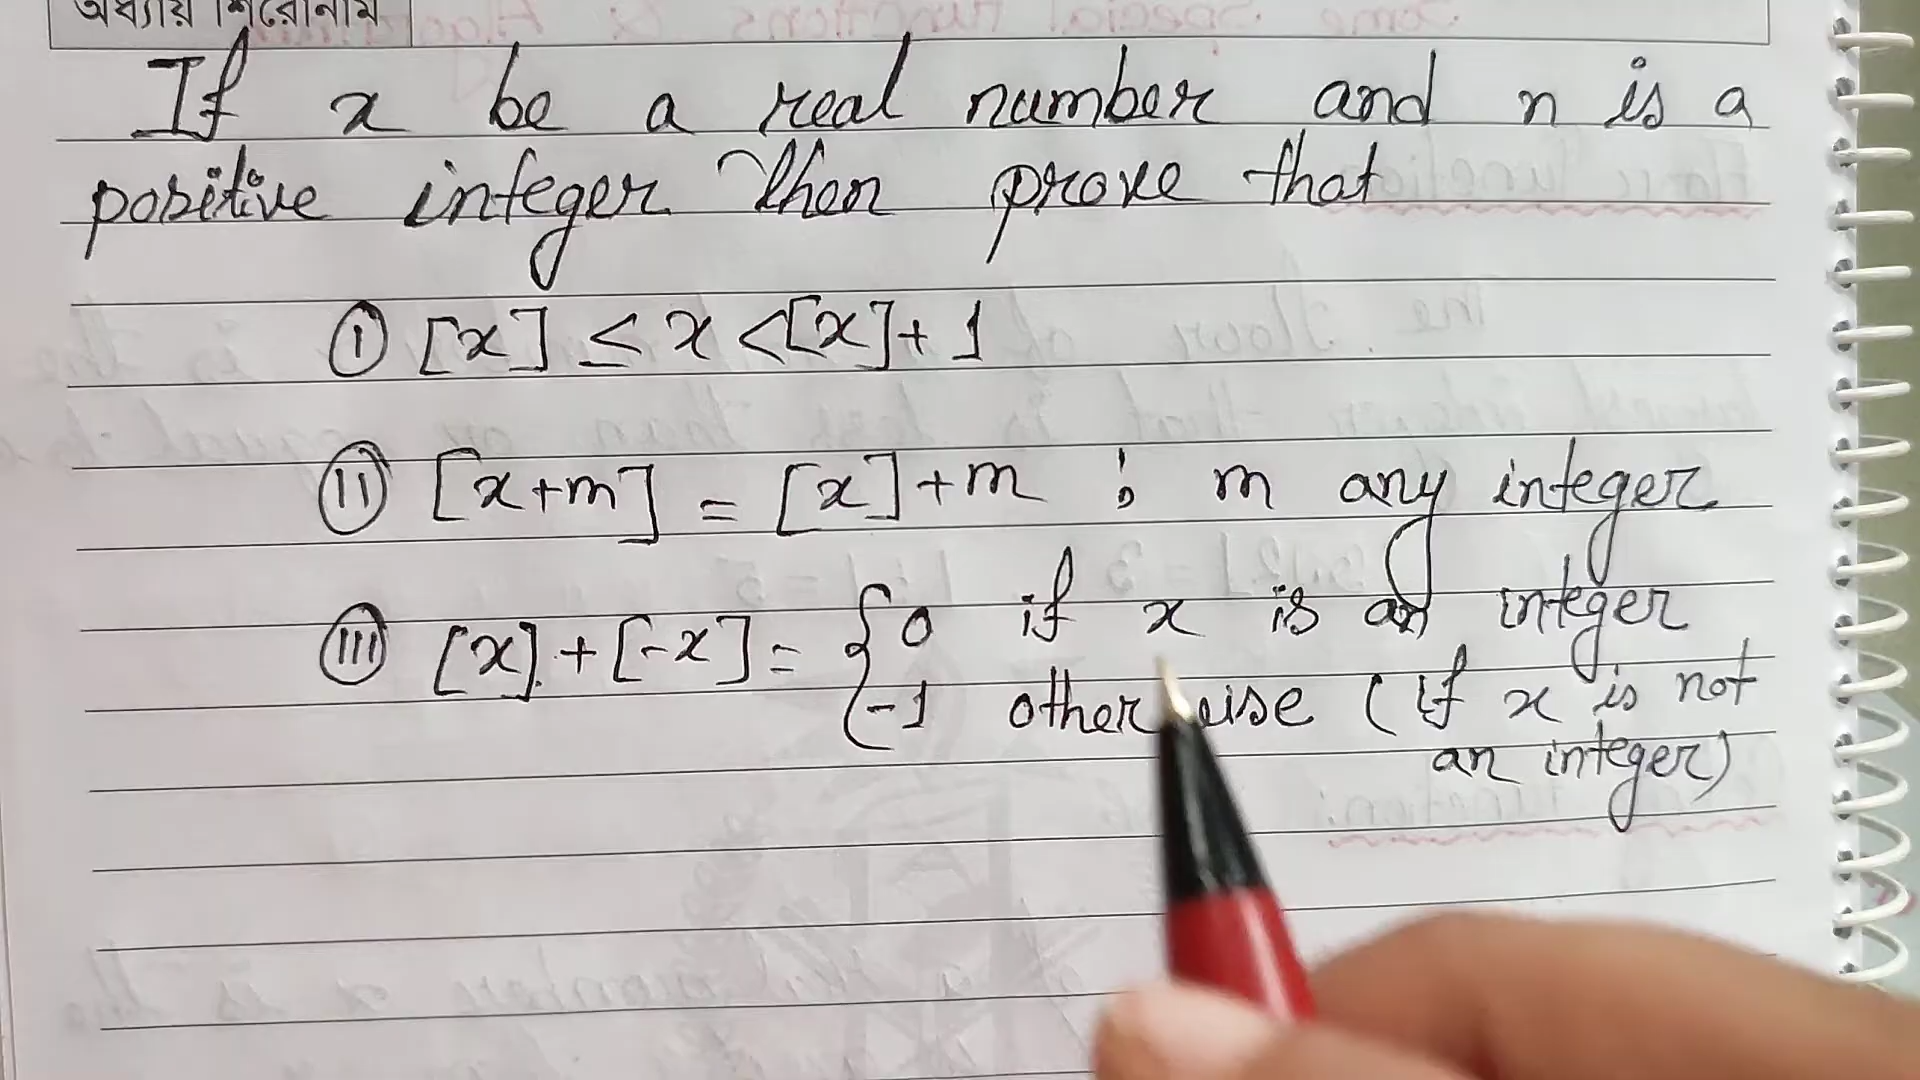 অধ্যায় শিরোনাম
If x be a real number and n is a
positive integer. Then prove that
(I) [x] ≤ x < [x] + 1
(II) [x+m] = [x] + m ; m any integer
(III) [x] + [-x] = { 0 if x is an integer
-1 otherwise (if x is not
an integer)